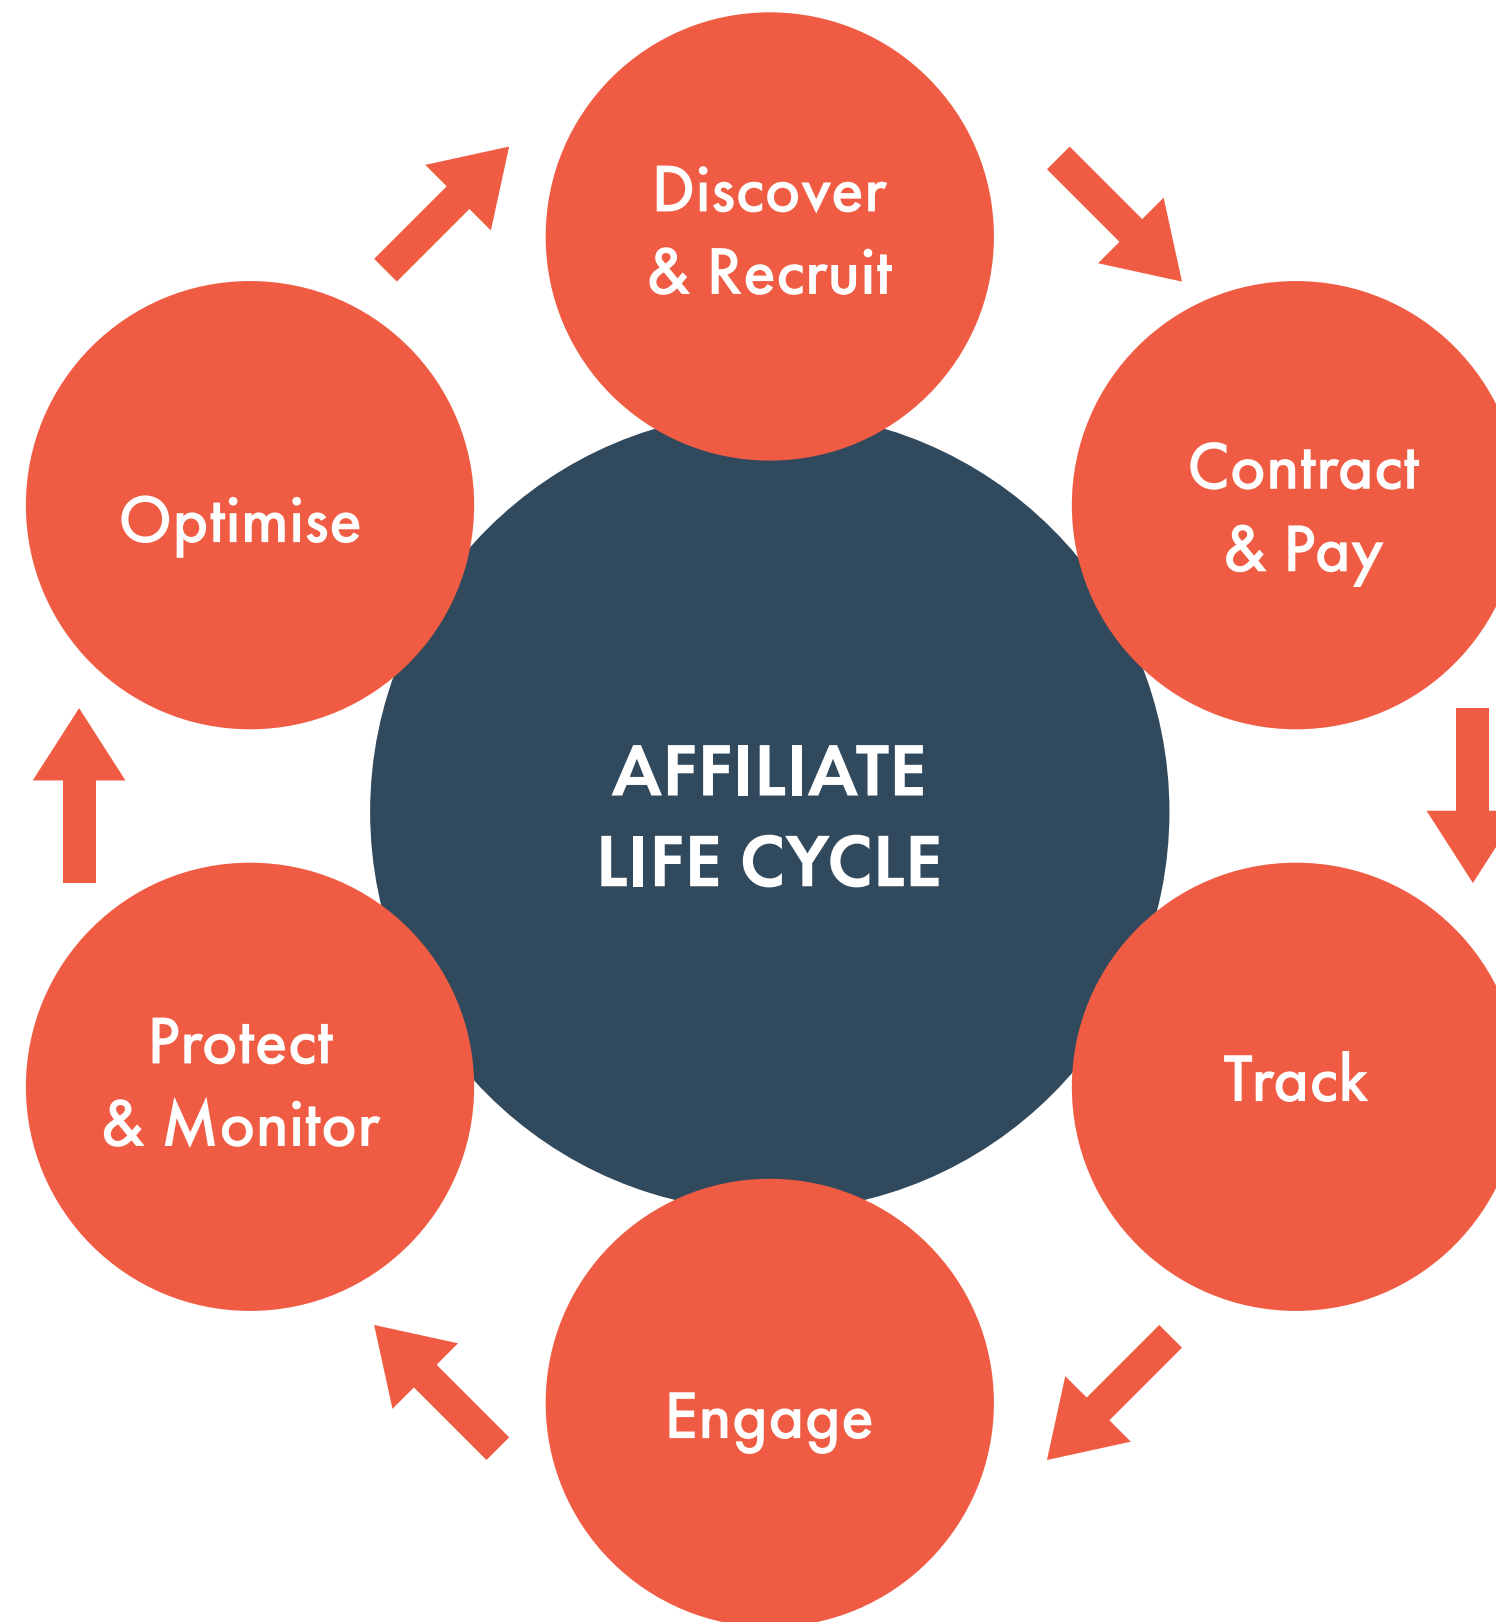 Discover
& Recruit
Contract
& Pay
Track
Engage
Protect
& Monitor
Optimise
AFFILIATE
LIFE CYCLE